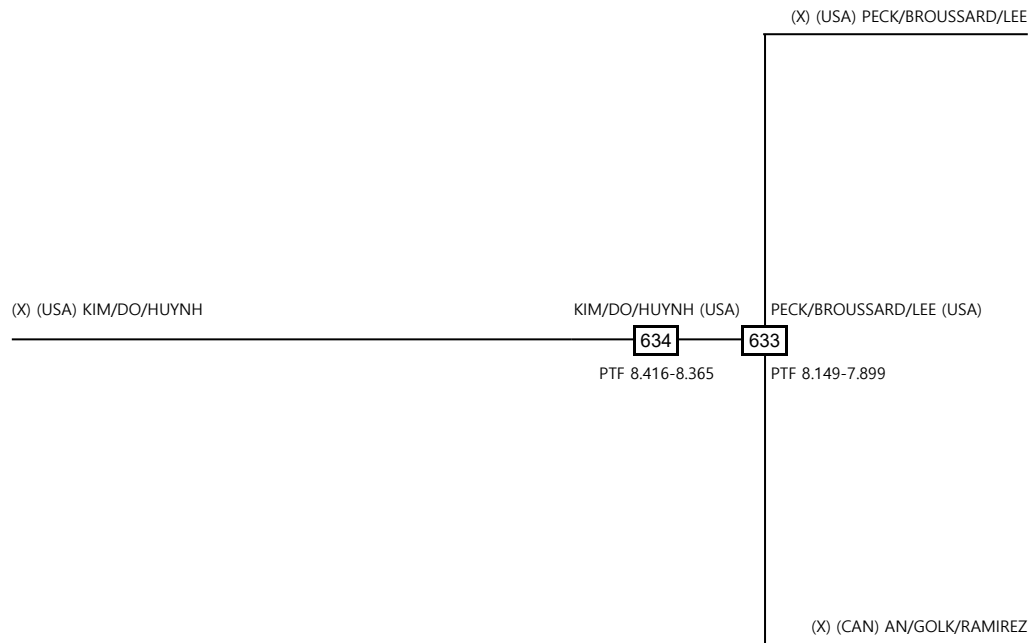 (X) (USA) PECK/BROUSSARD/LEE
(X) (USA) KIM/DO/HUYNH
KIM/DO/HUYNH (USA)
PECK/BROUSSARD/LEE (USA)
634
633
PTF 8.416-8.365
PTF 8.149-7.899
(X) (CAN) AN/GOLK/RAMIREZ